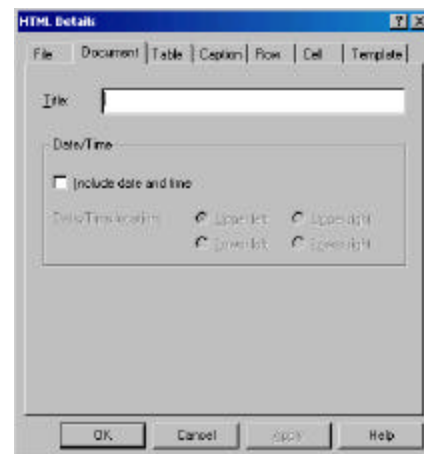 HTML Details
File Document Table Caption Row Cell Template
Title:
Date/Time
Include date and time
Date/Time location: Upper left Upper right
Lower left Lower right
OK Cancel Apply Help